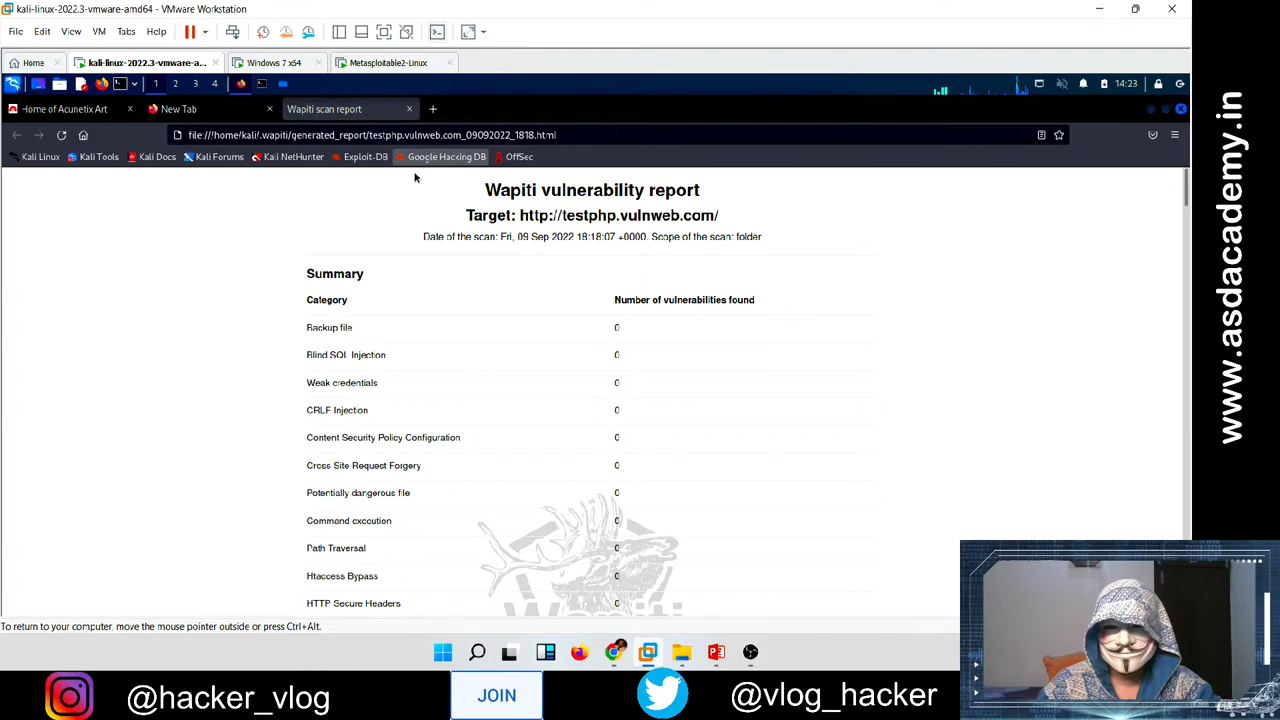 kali-linux-2022.3-vmware-amd64 - VMware Workstation
File Edit View VM Tabs Help
Home kali-linux-2022.3-vmware-a... Windows 7 x64 Metasploitable2-Linux
1 2 3 4 14:23
Home of Acunetix Art New Tab Wapiti scan report
file:///home/kali/.wapiti/generated_report/testphp.vulnweb.com_09092022_1818.html
Kali Linux Kali Tools Kali Docs Kali Forums Kali NetHunter Exploit-DB Google Hacking DB OffSec
Wapiti vulnerability report
Target: http://testphp.vulnweb.com/
Date of the scan: Fri, 09 Sep 2022 18:18:07 +0000. Scope of the scan: folder
Summary
Category Number of vulnerabilities found
Backup file 0
Blind SQL Injection 0
Weak credentials 0
CRLF Injection 0
Content Security Policy Configuration 0
Cross Site Request Forgery 0
Potentially dangerous file 0
Command execution 0
Path Traversal 0
Htaccess Bypass 0
HTTP Secure Headers 0
Wapiti
To return to your computer, move the mouse pointer outside or press Ctrl+Alt.
@hacker_vlog JOIN @vlog_hacker
www.asdacademy.in